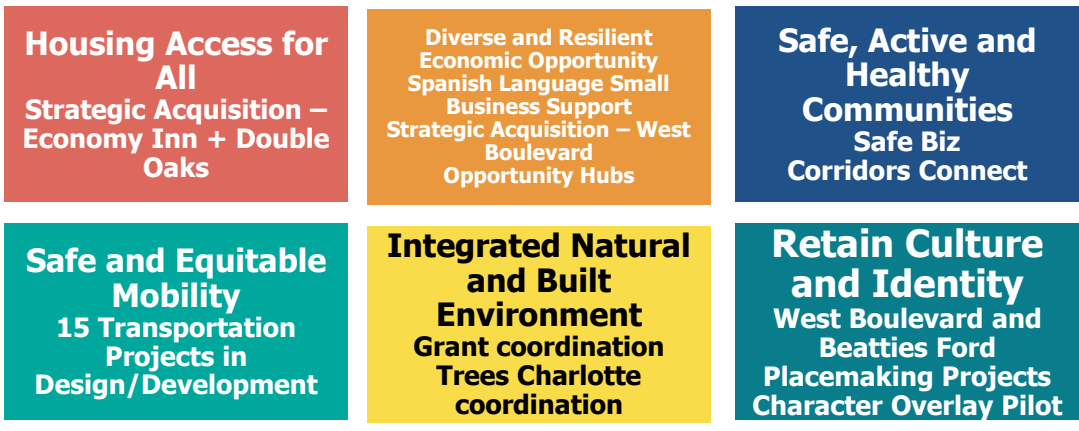 Housing Access for
All
Strategic Acquisition –
Economy Inn + Double
Oaks
Diverse and Resilient
Economic Opportunity
Spanish Language Small
Business Support
Strategic Acquisition – West
Boulevard
Opportunity Hubs
Safe, Active and
Healthy
Communities
Safe Biz
Corridors Connect
Safe and Equitable
Mobility
15 Transportation
Projects in
Design/Development
Integrated Natural
and Built
Environment
Grant coordination
Trees Charlotte
coordination
Retain Culture
and Identity
West Boulevard and
Beatties Ford
Placemaking Projects
Character Overlay Pilot